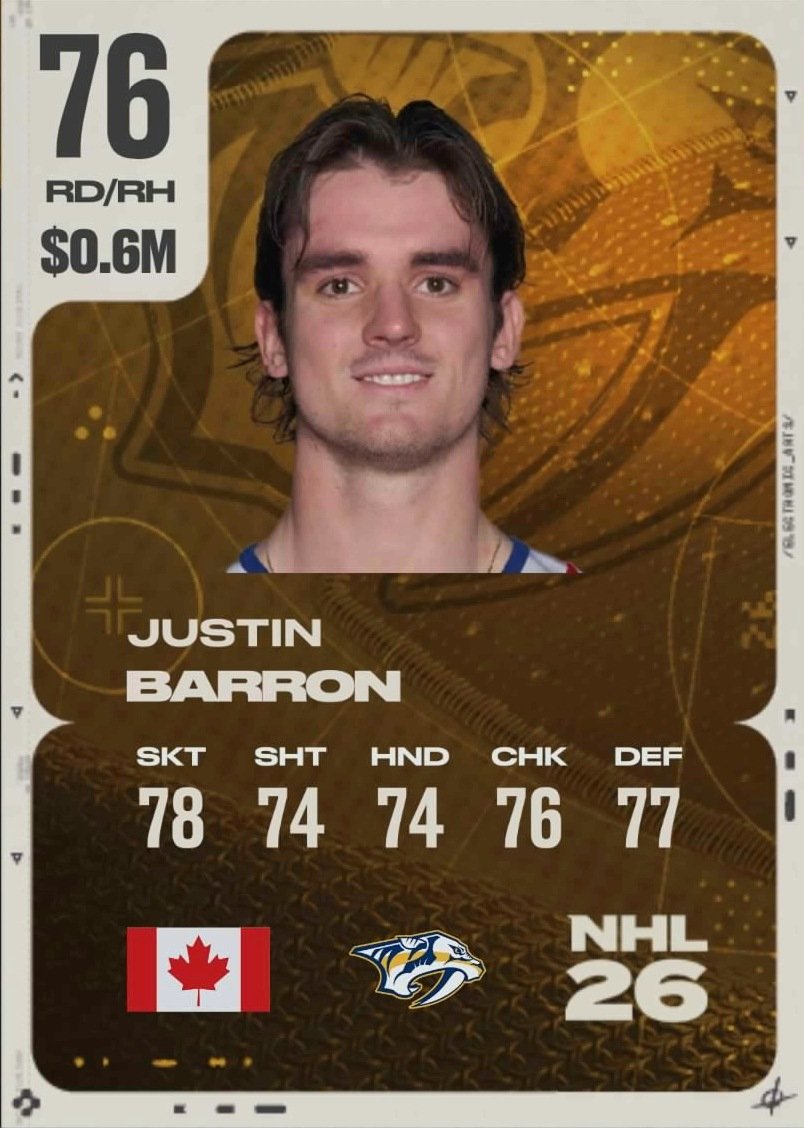 76
RD/RH
$0.6M
JUSTIN
BARRON
SKT SHT HND CHK DEF
78 74 74 76 77
NHL
26
/ELECTRONIC_ARTS/